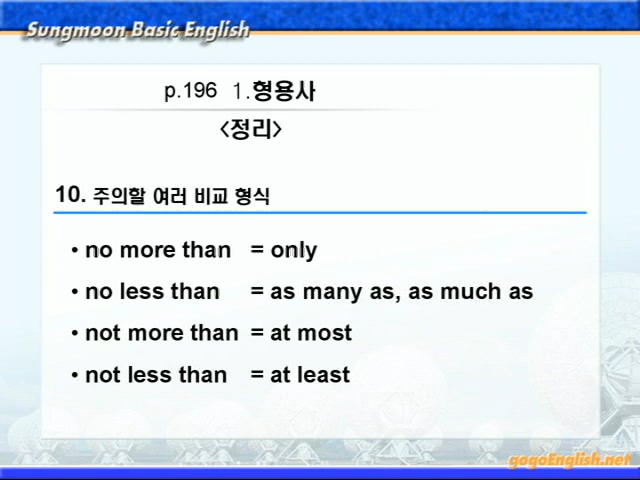 Sungmoon Basic English
p.196 1.형용사
<정리>
10. 주의할 여러 비교 형식
• no more than = only
• no less than = as many as, as much as
• not more than = at most
• not less than = at least
gogoEnglish.net